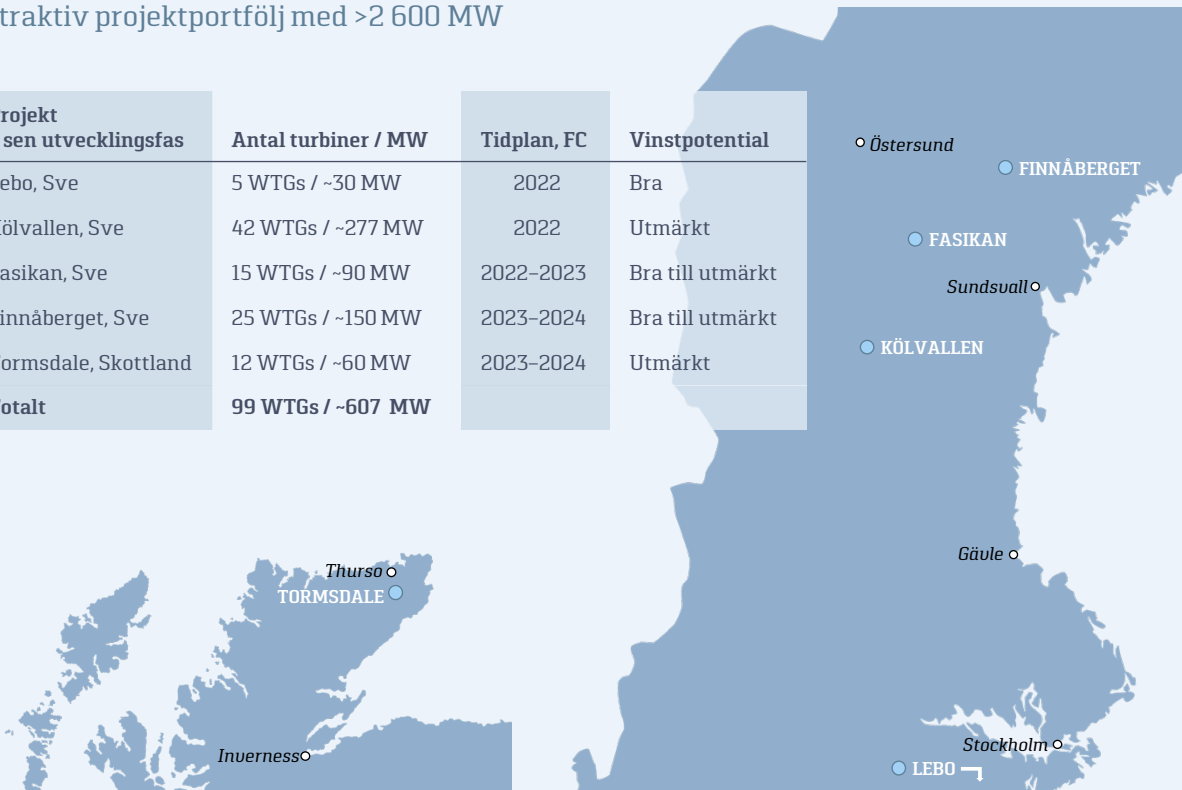 traktiv projektportfölj med >2 600 MW
rojekt
sen utvecklingsfas Antal turbiner / MW Tidplan, FC Vinstpotential
ebo, Sve 5 WTGs / ~30 MW 2022 Bra
ölvallen, Sve 42 WTGs / ~277 MW 2022 Utmärkt
asikan, Sve 15 WTGs / ~90 MW 2022–2023 Bra till utmärkt
innåberget, Sve 25 WTGs / ~150 MW 2023–2024 Bra till utmärkt
ormsdale, Skottland 12 WTGs / ~60 MW 2023–2024 Utmärkt
otalt 99 WTGs / ~607 MW
Östersund
FINNÅBERGET
FASIKAN
Sundsvall
KÖLVALLEN
Gävle
Thurso
TORMSDALE
Inverness
Stockholm
LEBO